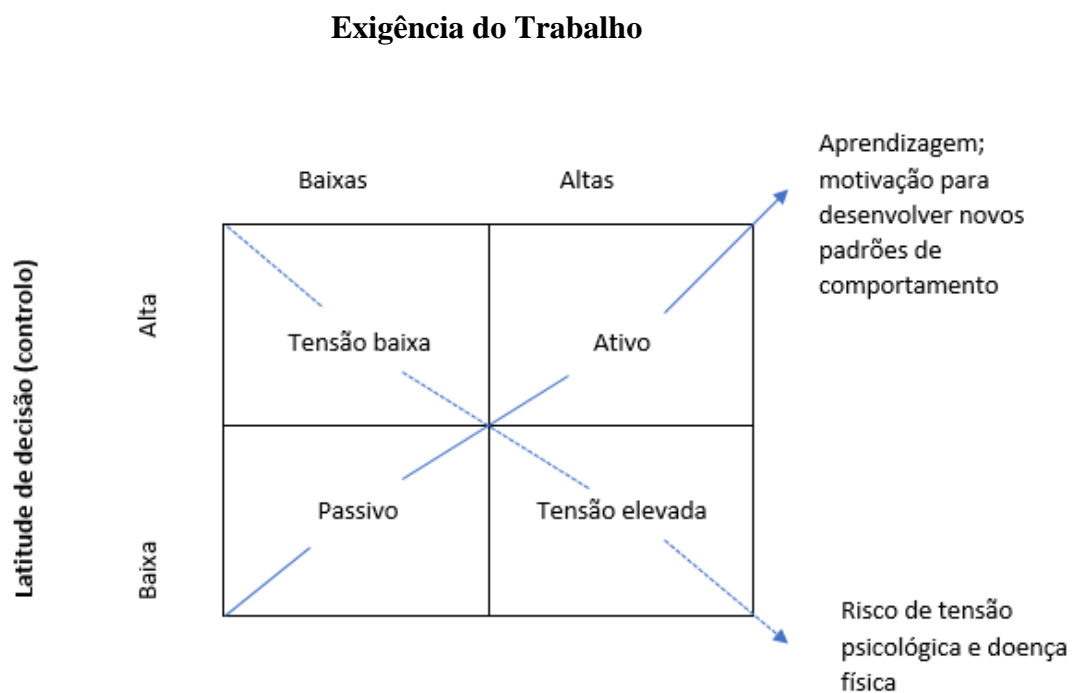 Exigência do Trabalho
Baixas
Altas
Aprendizagem;
motivação para
desenvolver novos
padrões de
comportamento
Latitude de decisão (controlo)
Alta
Tensão baixa
Ativo
Baixa
Passivo
Tensão elevada
Risco de tensão
psicológica e doença
física